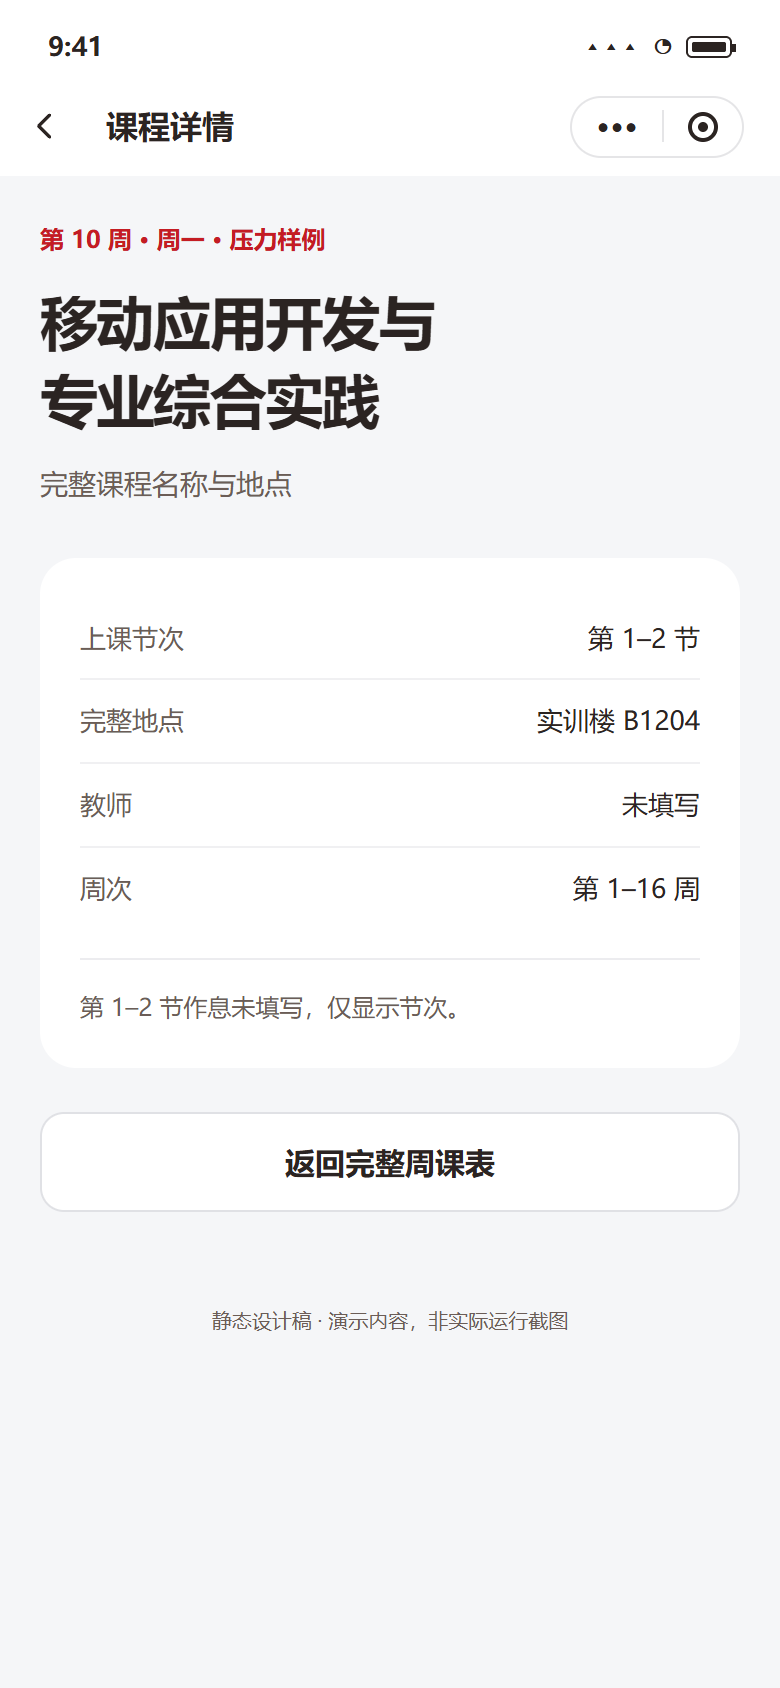 9:41
课程详情
第 10 周 • 周一 • 压力样例
移动应用开发与
专业综合实践
完整课程名称与地点
上课节次 第 1–2 节
完整地点 实训楼 B1204
教师 未填写
周次 第 1–16 周
第 1–2 节作息未填写，仅显示节次。
返回完整周课表
静态设计稿 · 演示内容，非实际运行截图